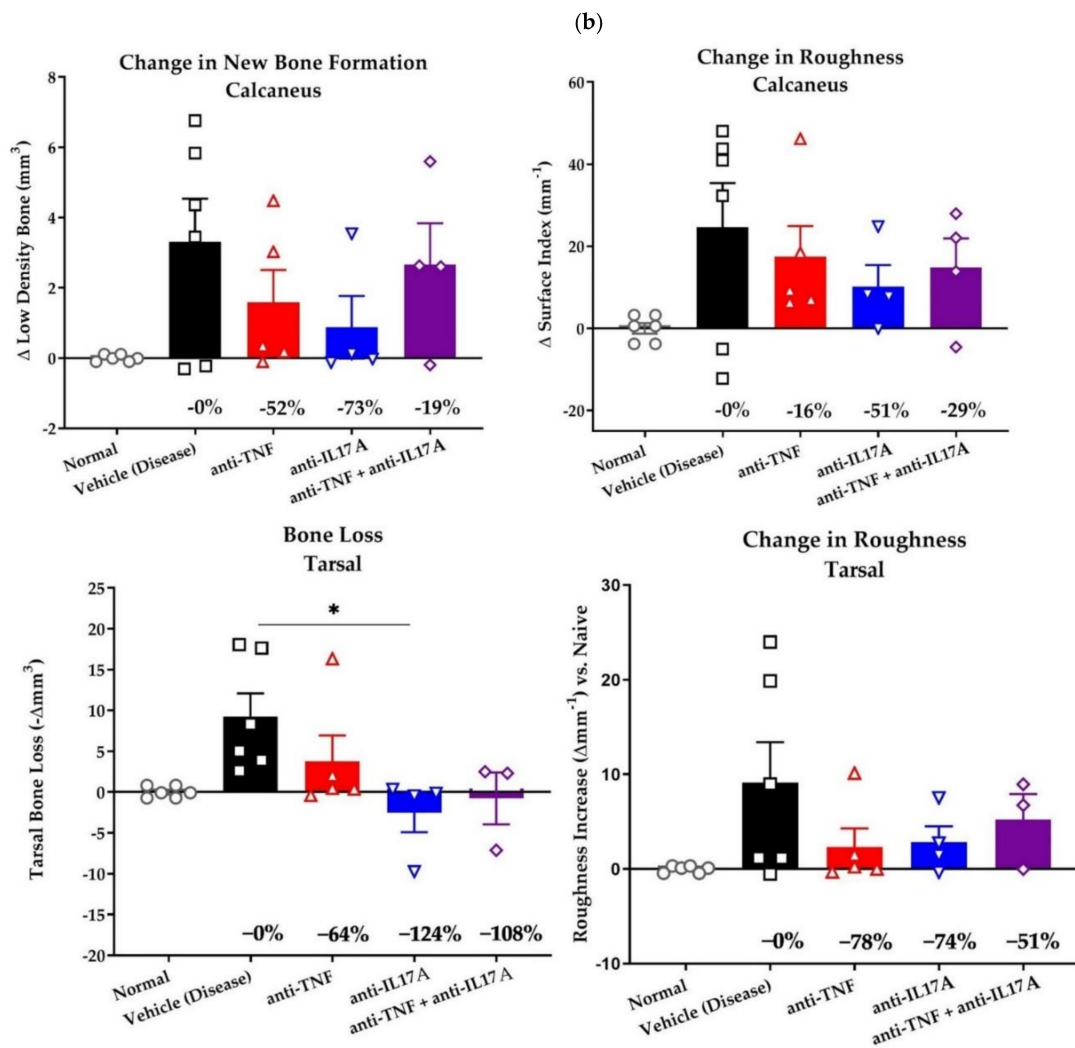 (b)
Change in New Bone Formation
Calcaneus
Δ Low Density Bone (mm³)
8
6
4
2
0
-2
-0%
-52%
-73%
-19%
Normal
Vehicle (Disease)
anti-TNF
anti-IL17A
anti-TNF + anti-IL17A
Change in Roughness
Calcaneus
Δ Surface Index (mm⁻¹)
60
40
20
0
-20
-0%
-16%
-51%
-29%
Normal
Vehicle (Disease)
anti-TNF
anti-IL17A
anti-TNF + anti-IL17A
Bone Loss
Tarsal
Tarsal Bone Loss (-Δmm³)
25
20
15
10
5
0
-5
-10
-15
-20
*
−0%
−64%
−124%
−108%
Normal
Vehicle (Disease)
anti-TNF
anti-IL17A
anti-TNF + anti-IL17A
Change in Roughness
Tarsal
Roughness Increase (Δmm⁻¹) vs. Naive
30
20
10
0
-10
−0%
−78%
−74%
−51%
Normal
Vehicle (Disease)
anti-TNF
anti-IL17A
anti-TNF + anti-IL17A